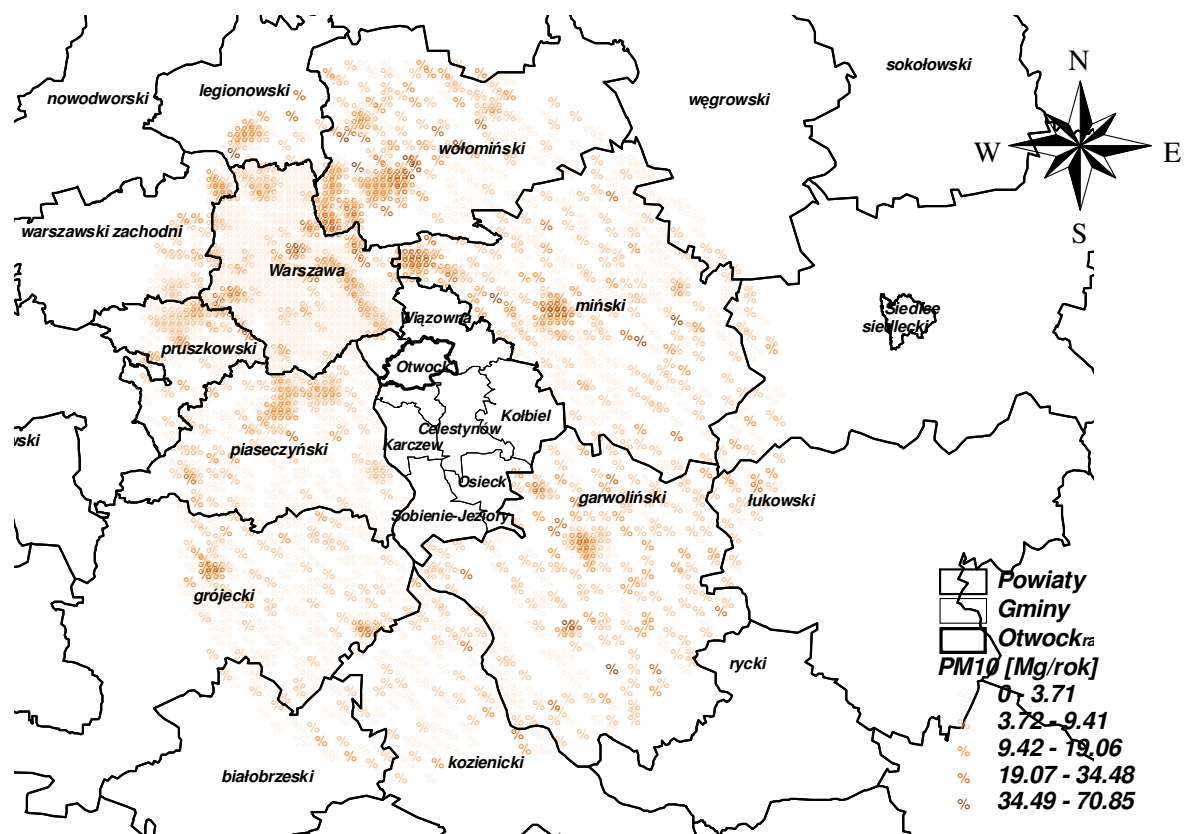 sokołowski
N
legionowski
nowodworski
węgrowski
wołomiński
W
E
S
warszawski zachodni
Warszawa
miński
Siedlce
siedlecki
Wiązowna
pruszkowski
Otwock
Kołbiel
Celestynów
wski
Karczew
piaseczyński
Osieck
garwoliński
łukowski
Sobienie-Jeziory
grójecki
Powiaty
Gminy
Otwock
rycki
PM10 [Mg/rok]
0 - 3.71
3.72 - 9.41
9.42 - 19.06
19.07 - 34.48
34.49 - 70.85
kozienicki
białobrzeski